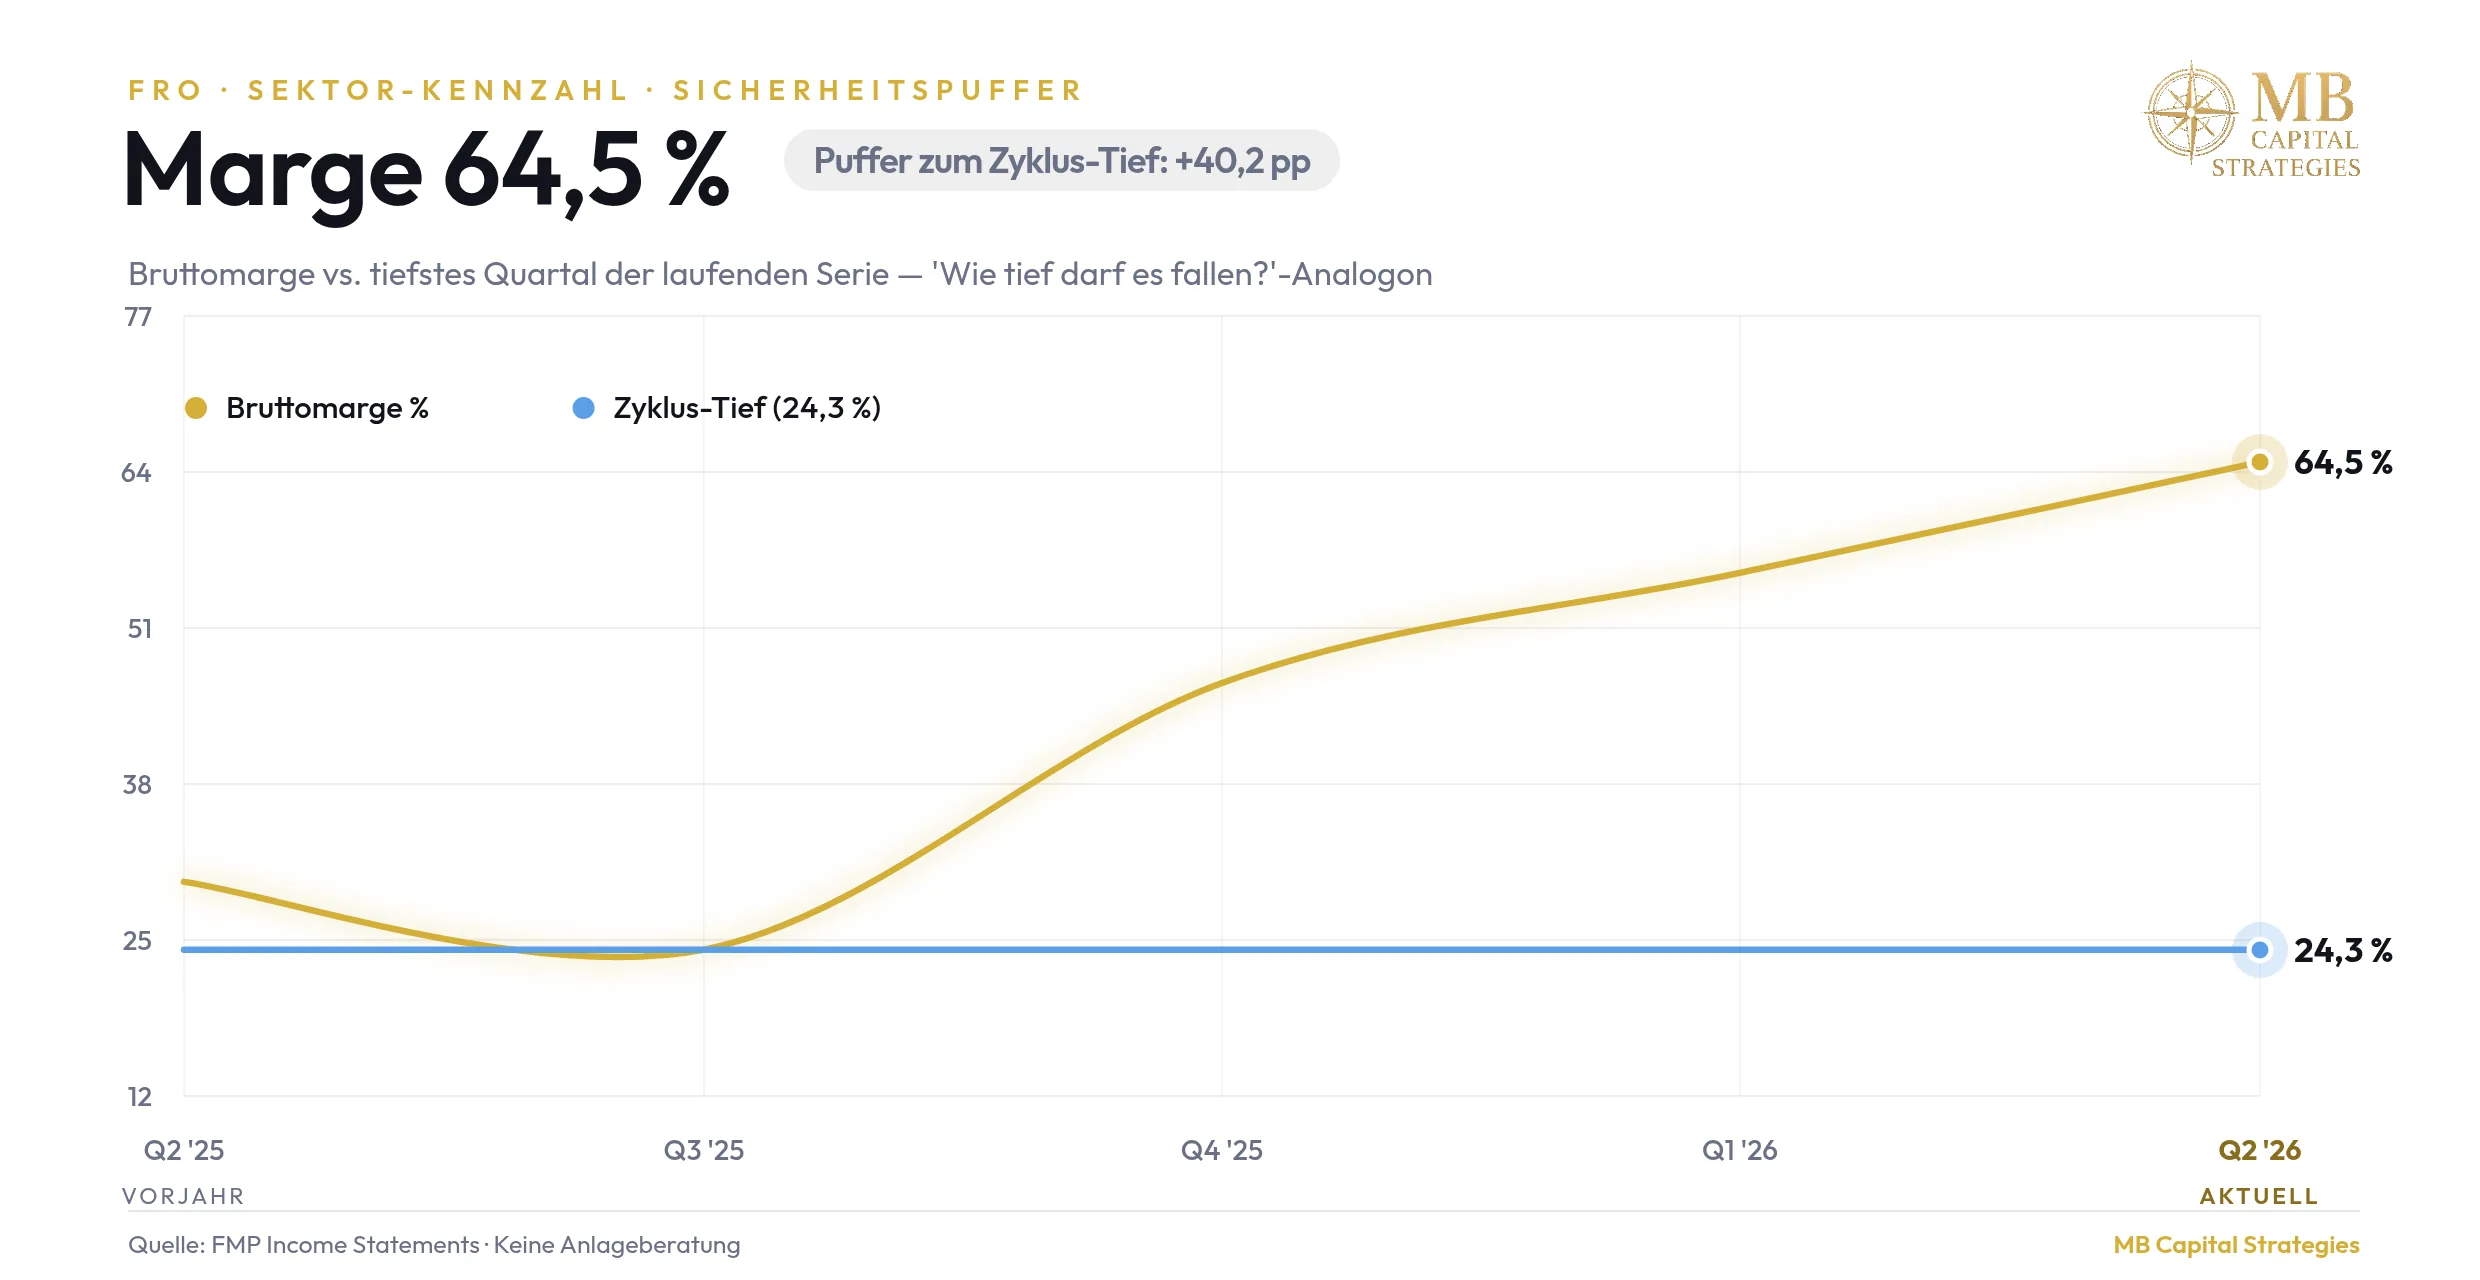 FRO · SEKTOR-KENNZAHL · SICHERHEITSPUFFER
MB
CAPITAL
STRATEGIES
Marge 64,5 %
Puffer zum Zyklus-Tief: +40,2 pp
Bruttomarge vs. tiefstes Quartal der laufenden Serie — 'Wie tief darf es fallen?'-Analogon
77
Bruttomarge %
Zyklus-Tief (24,3 %)
64,5 %
64
51
38
25
24,3 %
12
Q2 '25
Q3 '25
Q4 '25
Q1 '26
Q2 '26
VORJAHR
AKTUELL
Quelle: FMP Income Statements · Keine Anlageberatung
MB Capital Strategies